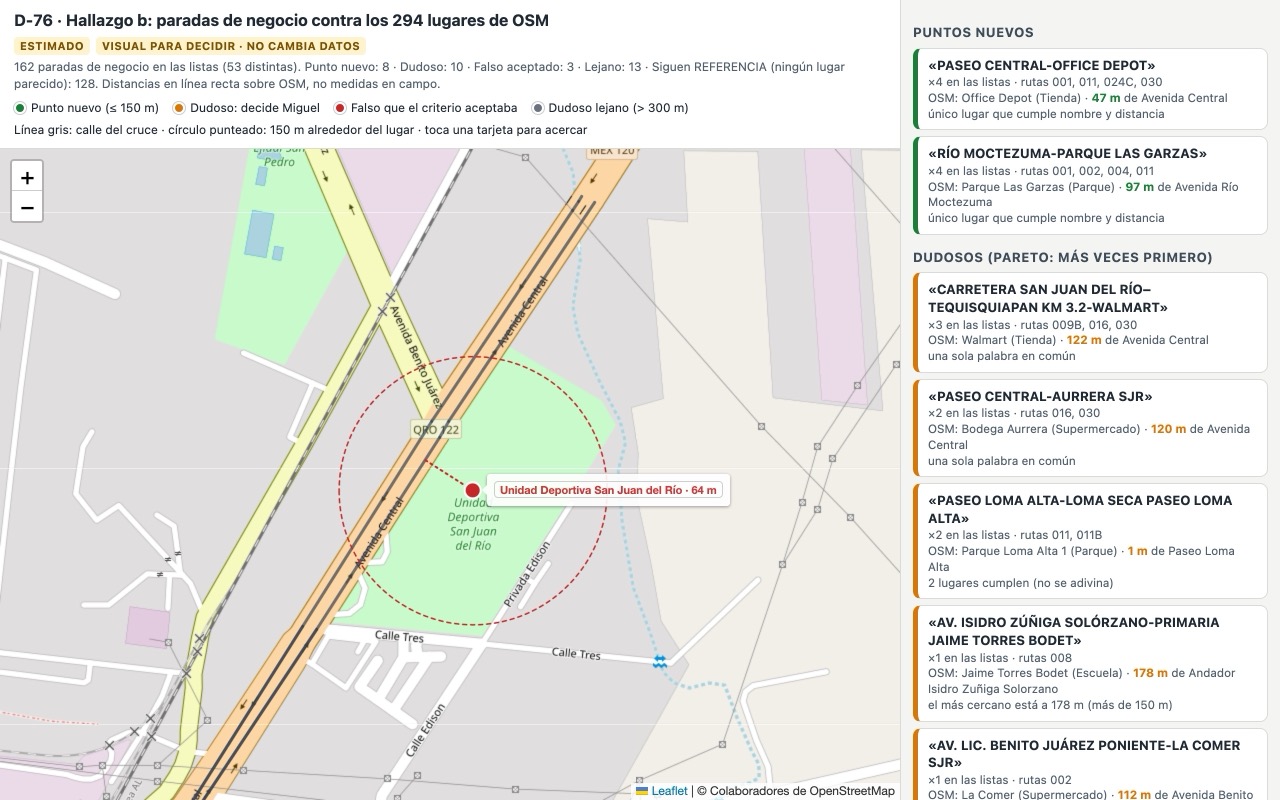 D-76 · Hallazgo b: paradas de negocio contra los 294 lugares de OSM
ESTIMADO
VISUAL PARA DECIDIR · NO CAMBIA DATOS
162 paradas de negocio en las listas (53 distintas). Punto nuevo: 8 · Dudoso: 10 · Falso aceptado: 3 · Lejano: 13 · Siguen REFERENCIA (ningún lugar
parecido): 128. Distancias en línea recta sobre OSM, no medidas en campo.
Punto nuevo (≤ 150 m)
Dudoso: decide Miguel
Falso que el criterio aceptaba
Dudoso lejano (> 300 m)
Línea gris: calle del cruce · círculo punteado: 150 m alrededor del lugar · toca una tarjeta para acercar
+
−
Ejidal San
Pedro
MEX 120
Avenida Central
Avenida Benito Juárez
QRO 122
Unidad Deportiva San Juan del Río · 64 m
Unidad
Deportiva
San Juan
del Río
Avenida Central
Privada Edison
Calle Tres
Calle Tres
Calle Edison
Leaflet | © Colaboradores de OpenStreetMap
PUNTOS NUEVOS
«PASEO CENTRAL-OFFICE DEPOT»
×4 en las listas · rutas 001, 011, 024C, 030
OSM: Office Depot (Tienda) · 47 m de Avenida Central
único lugar que cumple nombre y distancia
«RÍO MOCTEZUMA-PARQUE LAS GARZAS»
×4 en las listas · rutas 001, 002, 004, 011
OSM: Parque Las Garzas (Parque) · 97 m de Avenida Río
Moctezuma
único lugar que cumple nombre y distancia
DUDOSOS (PARETO: MÁS VECES PRIMERO)
«CARRETERA SAN JUAN DEL RÍO–
TEQUISQUIAPAN KM 3.2-WALMART»
×3 en las listas · rutas 009B, 016, 030
OSM: Walmart (Tienda) · 122 m de Avenida Central
una sola palabra en común
«PASEO CENTRAL-AURRERA SJR»
×2 en las listas · rutas 016, 030
OSM: Bodega Aurrera (Supermercado) · 120 m de Avenida
Central
una sola palabra en común
«PASEO LOMA ALTA-LOMA SECA PASEO LOMA
ALTA»
×2 en las listas · rutas 011, 011B
OSM: Parque Loma Alta 1 (Parque) · 1 m de Paseo Loma
Alta
2 lugares cumplen (no se adivina)
«AV. ISIDRO ZÚÑIGA SOLÓRZANO-PRIMARIA
JAIME TORRES BODET»
×1 en las listas · rutas 008
OSM: Jaime Torres Bodet (Escuela) · 178 m de Andador
Isidro Zuñiga Solorzano
el más cercano está a 178 m (más de 150 m)
«AV. LIC. BENITO JUÁREZ PONIENTE-LA COMER
SJR»
×1 en las listas · rutas 002
OSM: La Comer (Supermercado) · 112 m de Avenida Benito